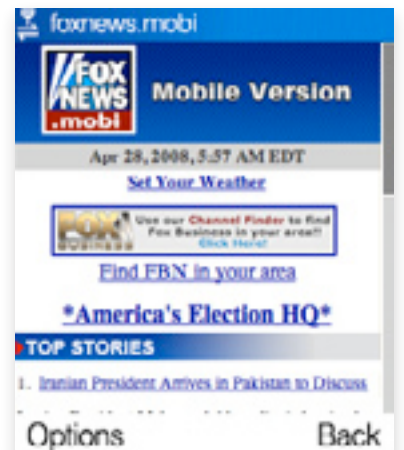 foxnews.mobi
FOX
NEWS
.mobi
Mobile Version
Apr 28, 2008, 5:57 AM EDT
Set Your Weather
FOX
BUSINESS
Use our Channel Finder to find
Fox Business in your area!!
Click Here!
Find FBN in your area
*America's Election HQ*
TOP STORIES
1. Iranian President Arrives in Pakistan to Discuss
Options Back